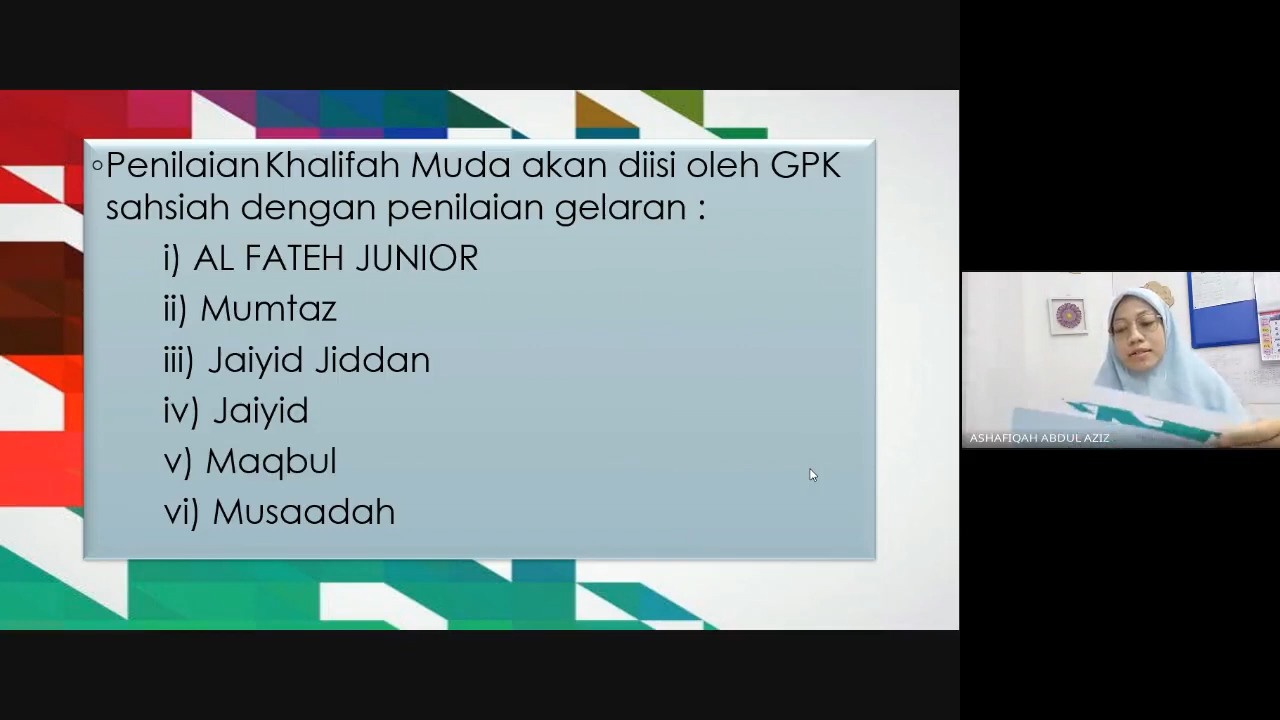 ◦Penilaian Khalifah Muda akan diisi oleh GPK
sahsiah dengan penilaian gelaran :
i) AL FATEH JUNIOR
ii) Mumtaz
iii) Jaiyid Jiddan
iv) Jaiyid
v) Maqbul
vi) Musaadah
ASHAFIQAH ABDUL AZIZ